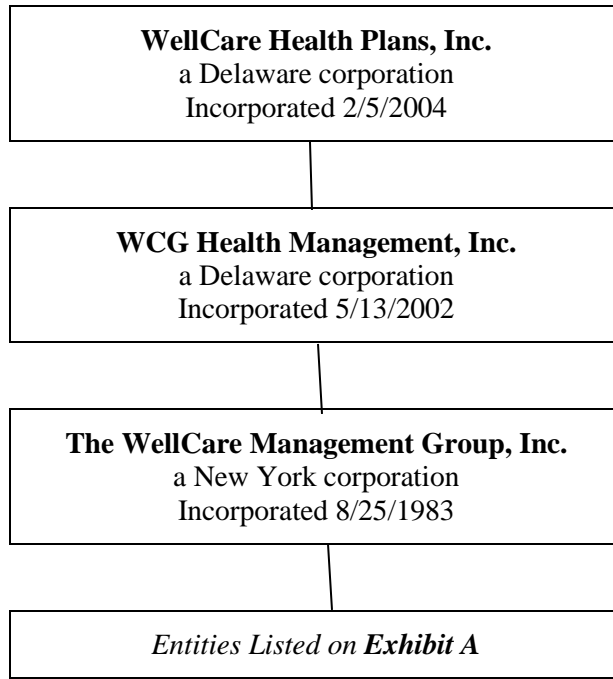 WellCare Health Plans, Inc.
a Delaware corporation
Incorporated 2/5/2004
WCG Health Management, Inc.
a Delaware corporation
Incorporated 5/13/2002
The WellCare Management Group, Inc.
a New York corporation
Incorporated 8/25/1983
Entities Listed on Exhibit A